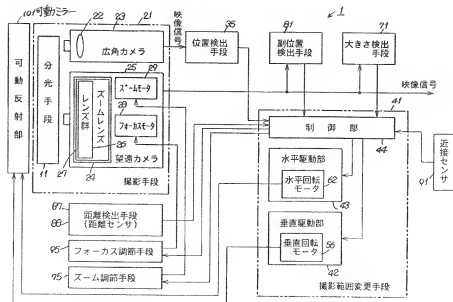 101可動ミラー
22
23
21
映像信号
35
81
1
71
可動反射部
分光手段
広角カメラ
位置検出手段
副位置検出手段
大きさ検出手段
25
29
ズームモータ
映像信号
ズームレンズ
レンズ群
28
フォーカスモータ
26
41
制御部
44
近接センサ
91
27
24
望遠カメラ
11
撮影手段
水平駆動部
水平回転モータ
62
43
87
88
距離検出手段
(距離センサ)
95
フォーカス調節手段
75
ズーム調節手段
垂直駆動部
垂直回転モータ
56
42
撮影範囲変更手段